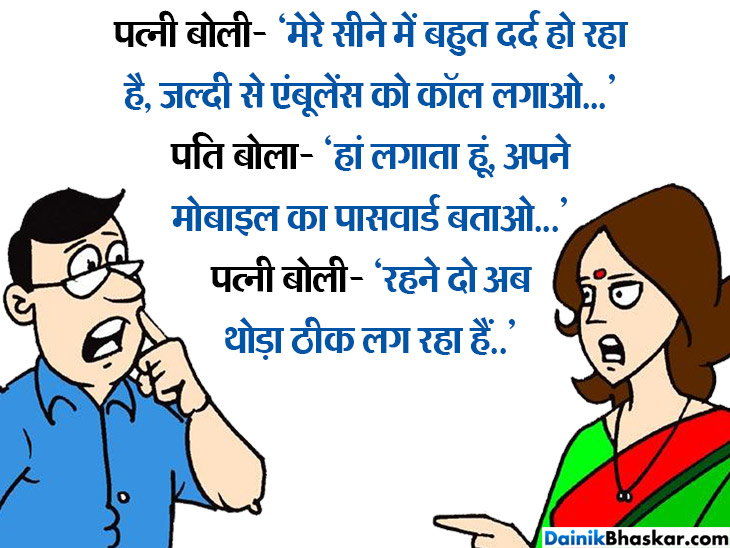 पत्नी बोली- ‘मेरे सीने में बहुत दर्द हो रहा
है, जल्दी से एंबूलेंस को कॉल लगाओ...’
पति बोला- ‘हां लगाता हूं, अपने
मोबाइल का पासवार्ड बताओ...’
पत्नी बोली- ‘रहने दो अब
थोड़ा ठीक लग रहा हैं..’
DainikBhaskar.com